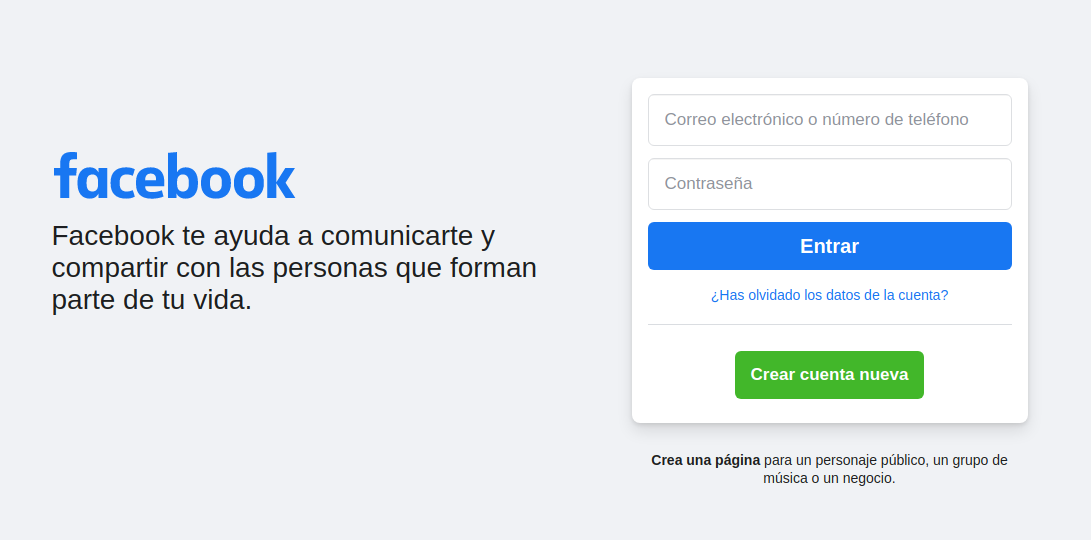 facebook
Facebook te ayuda a comunicarte y
compartir con las personas que forman
parte de tu vida.
Correo electrónico o número de teléfono
Contraseña
Entrar
¿Has olvidado los datos de la cuenta?
Crear cuenta nueva
Crea una página para un personaje público, un grupo de
música o un negocio.